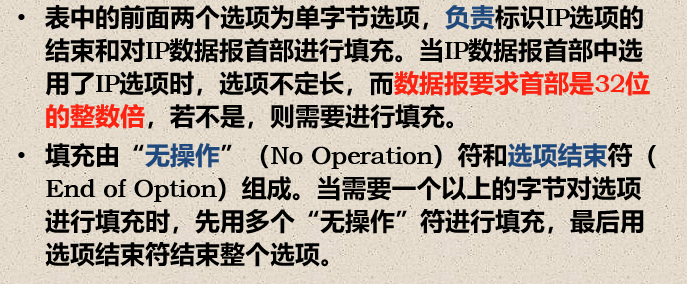 • 表中的前面两个选项为单字节选项，负责标识IP选项的
结束和对IP数据报首部进行填充。当IP数据报首部中选
用了IP选项时，选项不定长，而数据报要求首部是32位
的整数倍，若不是，则需要进行填充。
• 填充由“无操作”（No Operation）符和选项结束符（
End of Option）组成。当需要一个以上的字节对选项
进行填充时，先用多个“无操作”符进行填充，最后用
选项结束符结束整个选项。